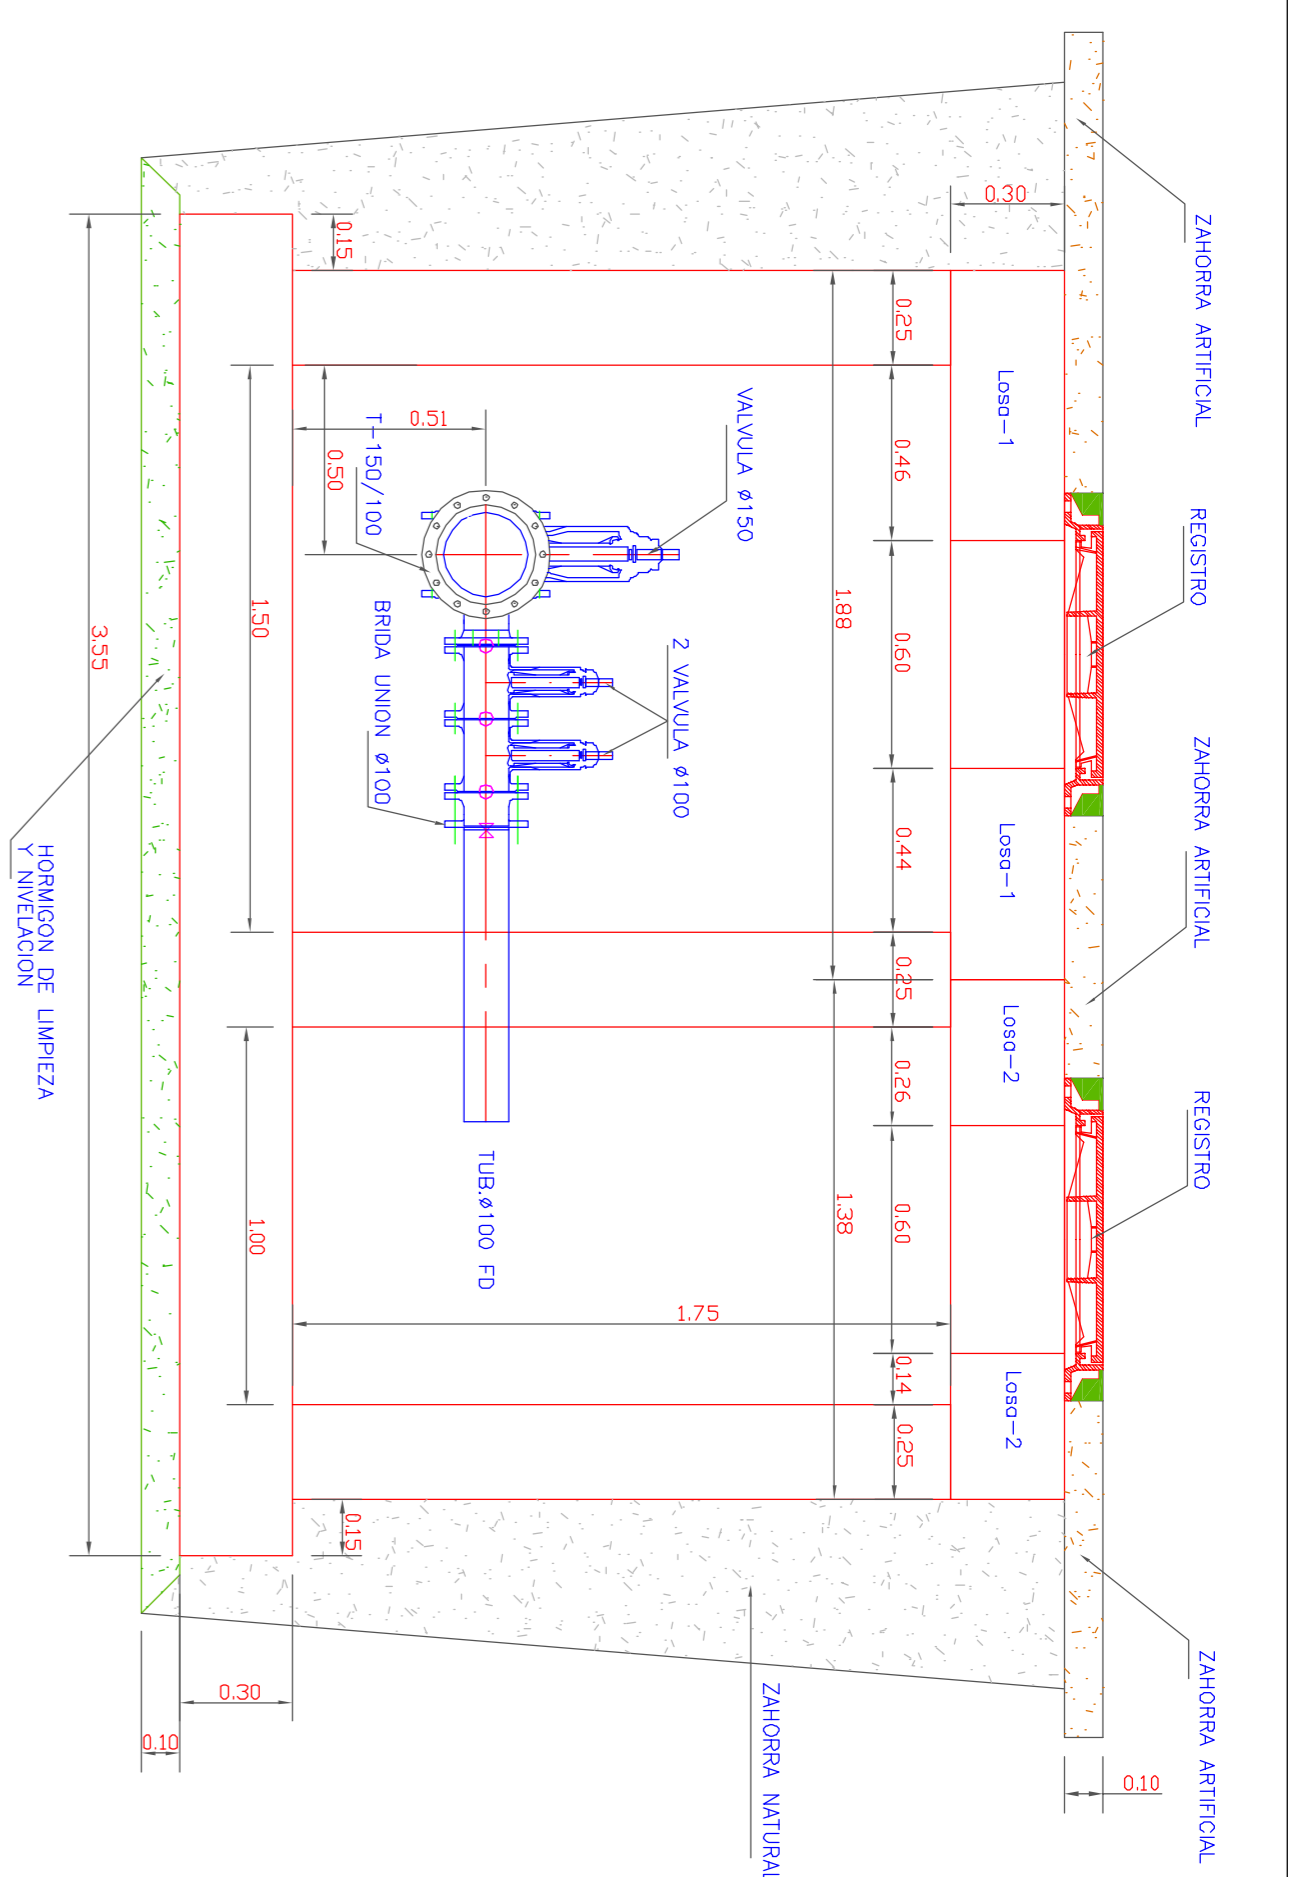 ZAHORRA ARTIFICIAL
REGISTRO
ZAHORRA ARTIFICIAL
REGISTRO
ZAHORRA ARTIFICIAL
0.10
0.30
Losa-1
Losa-1
Losa-2
Losa-2
0.25
0.46
0.60
0.44
0.25
0.26
0.60
0.14
0.25
1.88
1.38
VALVULA ø150
2 VALVULA ø100
1.75
ZAHORRA NATURAL
0.51
T-150/100
BRIDA UNION ø100
TUB.ø100 FD
0.15
0.50
0.15
1.50
1.00
0.30
3.55
0.10
HORMIGON DE LIMPIEZA
Y NIVELACION